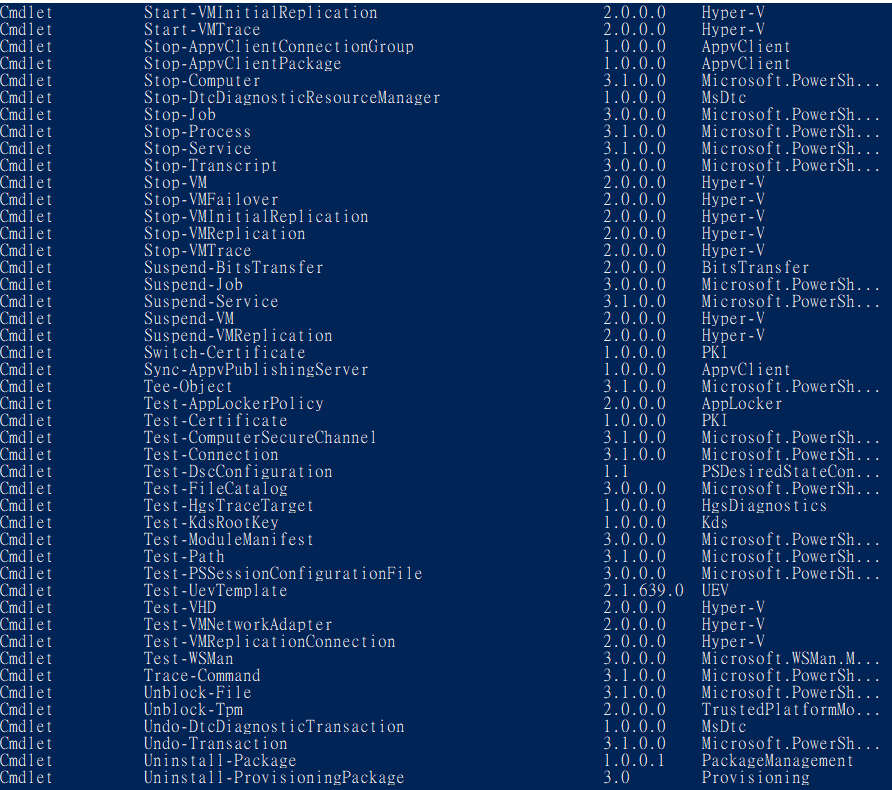 Cmdlet Start-VMInitialReplication 2.0.0.0 Hyper-V
Cmdlet Start-VMTrace 2.0.0.0 Hyper-V
Cmdlet Stop-AppvClientConnectionGroup 1.0.0.0 AppvClient
Cmdlet Stop-AppvClientPackage 1.0.0.0 AppvClient
Cmdlet Stop-Computer 3.1.0.0 Microsoft.PowerSh...
Cmdlet Stop-DtcDiagnosticResourceManager 1.0.0.0 MsDtc
Cmdlet Stop-Job 3.0.0.0 Microsoft.PowerSh...
Cmdlet Stop-Process 3.1.0.0 Microsoft.PowerSh...
Cmdlet Stop-Service 3.1.0.0 Microsoft.PowerSh...
Cmdlet Stop-Transcript 3.0.0.0 Microsoft.PowerSh...
Cmdlet Stop-VM 2.0.0.0 Hyper-V
Cmdlet Stop-VMFailover 2.0.0.0 Hyper-V
Cmdlet Stop-VMInitialReplication 2.0.0.0 Hyper-V
Cmdlet Stop-VMReplication 2.0.0.0 Hyper-V
Cmdlet Stop-VMTrace 2.0.0.0 Hyper-V
Cmdlet Suspend-BitsTransfer 2.0.0.0 BitsTransfer
Cmdlet Suspend-Job 3.0.0.0 Microsoft.PowerSh...
Cmdlet Suspend-Service 3.1.0.0 Microsoft.PowerSh...
Cmdlet Suspend-VM 2.0.0.0 Hyper-V
Cmdlet Suspend-VMReplication 2.0.0.0 Hyper-V
Cmdlet Switch-Certificate 1.0.0.0 PKI
Cmdlet Sync-AppvPublishingServer 1.0.0.0 AppvClient
Cmdlet Tee-Object 3.1.0.0 Microsoft.PowerSh...
Cmdlet Test-AppLockerPolicy 2.0.0.0 AppLocker
Cmdlet Test-Certificate 1.0.0.0 PKI
Cmdlet Test-ComputerSecureChannel 3.1.0.0 Microsoft.PowerSh...
Cmdlet Test-Connection 3.1.0.0 Microsoft.PowerSh...
Cmdlet Test-DscConfiguration 1.1 PSDesiredStateCon...
Cmdlet Test-FileCatalog 3.0.0.0 Microsoft.PowerSh...
Cmdlet Test-HgsTraceTarget 1.0.0.0 HgsDiagnostics
Cmdlet Test-KdsRootKey 1.0.0.0 Kds
Cmdlet Test-ModuleManifest 3.0.0.0 Microsoft.PowerSh...
Cmdlet Test-Path 3.1.0.0 Microsoft.PowerSh...
Cmdlet Test-PSSessionConfigurationFile 3.0.0.0 Microsoft.PowerSh...
Cmdlet Test-UevTemplate 2.1.639.0 UEV
Cmdlet Test-VHD 2.0.0.0 Hyper-V
Cmdlet Test-VMNetworkAdapter 2.0.0.0 Hyper-V
Cmdlet Test-VMReplicationConnection 2.0.0.0 Hyper-V
Cmdlet Test-WSMan 3.0.0.0 Microsoft.WSMan.M...
Cmdlet Trace-Command 3.1.0.0 Microsoft.PowerSh...
Cmdlet Unblock-File 3.1.0.0 Microsoft.PowerSh...
Cmdlet Unblock-Tpm 2.0.0.0 TrustedPlatformMo...
Cmdlet Undo-DtcDiagnosticTransaction 1.0.0.0 MsDtc
Cmdlet Undo-Transaction 3.1.0.0 Microsoft.PowerSh...
Cmdlet Uninstall-Package 1.0.0.1 PackageManagement
Cmdlet Uninstall-ProvisioningPackage 3.0 Provisioning